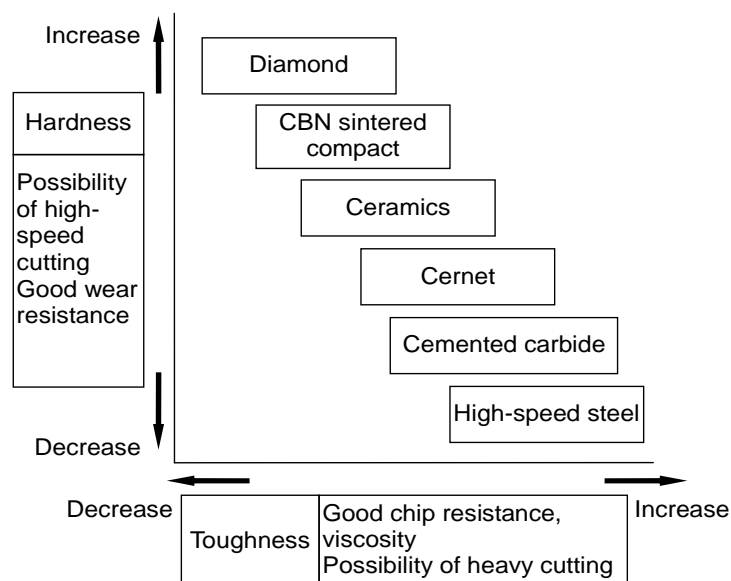 Increase
Diamond
Hardness
CBN sintered
compact
Possibility
of high-
speed
cutting
Good wear
resistance
Ceramics
Cernet
Cemented carbide
High-speed steel
Decrease
Decrease
Toughness
Good chip resistance,
viscosity
Possibility of heavy cutting
Increase